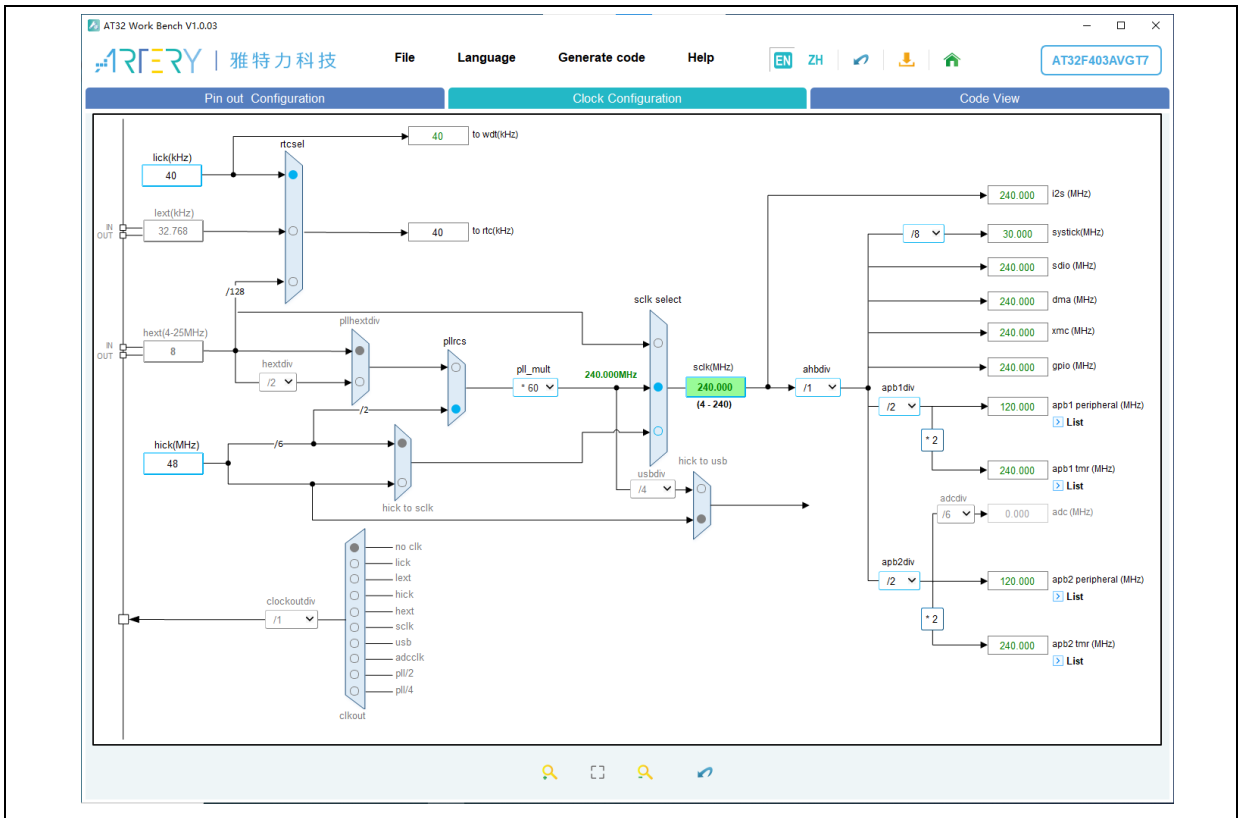 AT32 Work Bench V1.0.03
ARTERY 雅特力科技 File Language Generate code Help EN ZH AT32F403AVGT7
Pin out Configuration Clock Configuration Code View
40 to wdt(kHz)
rtcsel
lick(kHz)
40
240.000 i2s (MHz)
lext(kHz)
IN
OUT
32.768
40 to rtc(kHz)
/8 30.000 systick(MHz)
240.000 sdio (MHz)
/128
sclk select
240.000 dma (MHz)
pllhextdiv
hext(4-25MHz)
240.000 xmc (MHz)
IN
OUT
8
pllrcs
hextdiv
/2
pll_mult
* 60
240.000MHz
sclk(MHz)
240.000
(4 - 240)
ahbdiv
/1
240.000 gpio (MHz)
apb1div
/2
120.000 apb1 peripheral (MHz)
List
/2
* 2
hick(MHz)
48
/6
hick to sclk
usbdiv
/4
hick to usb
240.000 apb1 tmr (MHz)
List
adcdiv
/6 0.000 adc (MHz)
no clk
lick
lext
hick
hext
sclk
usb
adcclk
pll/2
pll/4
clkout
clockoutdiv
/1
apb2div
/2
120.000 apb2 peripheral (MHz)
List
* 2
240.000 apb2 tmr (MHz)
List